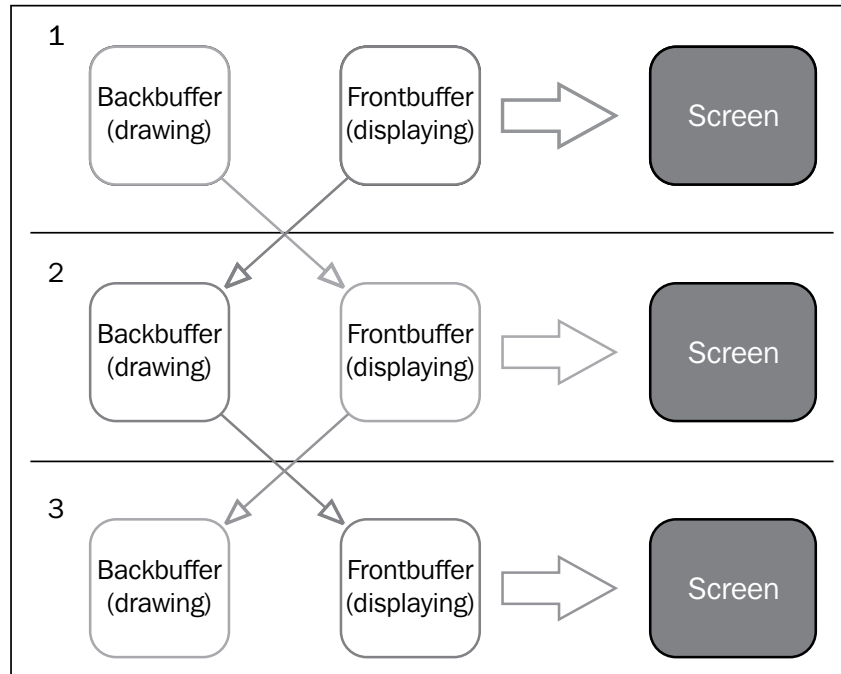 1
Backbuffer
(drawing)
Frontbuffer
(displaying)
Screen
2
Backbuffer
(drawing)
Frontbuffer
(displaying)
Screen
3
Backbuffer
(drawing)
Frontbuffer
(displaying)
Screen